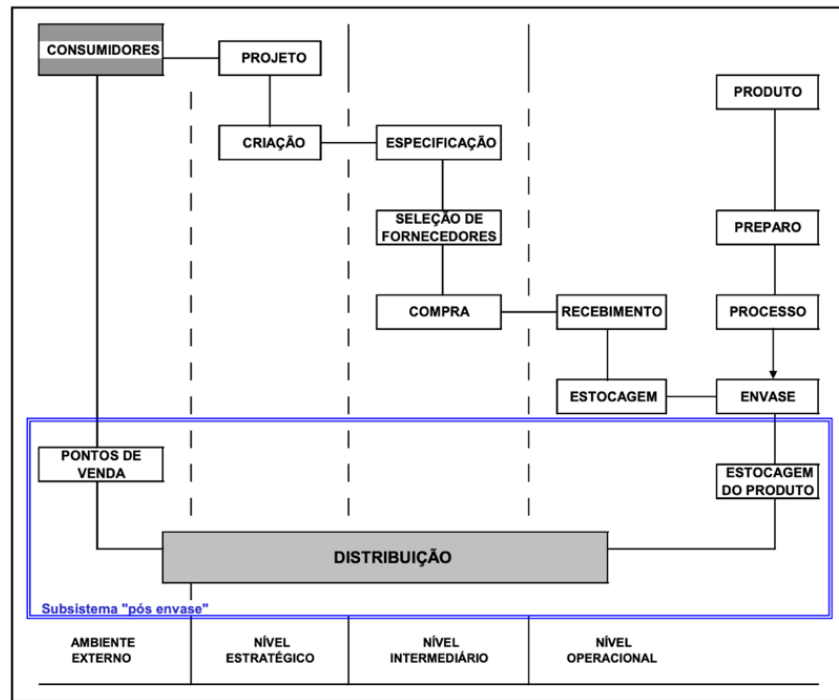 CONSUMIDORES
PROJETO
PRODUTO
CRIAÇÃO
ESPECIFICAÇÃO
SELEÇÃO DE
FORNECEDORES
PREPARO
COMPRA
RECEBIMENTO
PROCESSO
ESTOCAGEM
ENVASE
PONTOS DE
VENDA
ESTOCAGEM
DO PRODUTO
DISTRIBUIÇÃO
Subsistema "pós envase"
AMBIENTE
EXTERNO
NÍVEL
ESTRATÉGICO
NÍVEL
INTERMEDIÁRIO
NÍVEL
OPERACIONAL